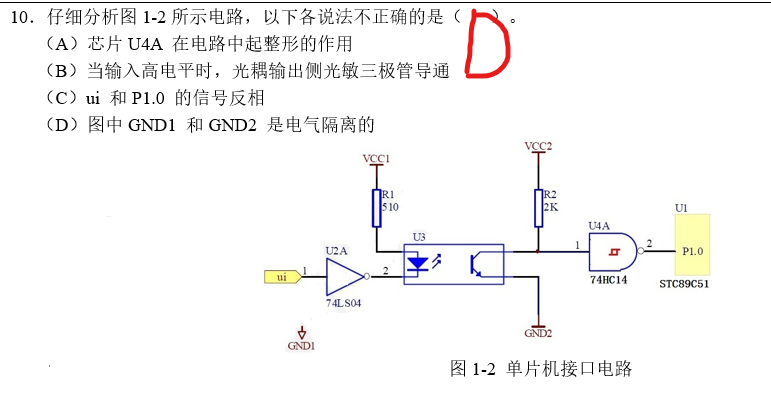 10．仔细分析图 1-2 所示电路，以下各说法不正确的是（ D ）。
（A）芯片 U4A 在电路中起整形的作用
（B）当输入高电平时，光耦输出侧光敏三极管导通
（C）ui 和 P1.0 的信号反相
（D）图中 GND1 和 GND2 是电气隔离的
VCC1
VCC2
R1
510
R2
2K
U1
U4A
U3
U2A
1
2
P1.0
ui
1
2
74HC14
STC89C51
74LS04
GND1
GND2
图 1-2 单片机接口电路